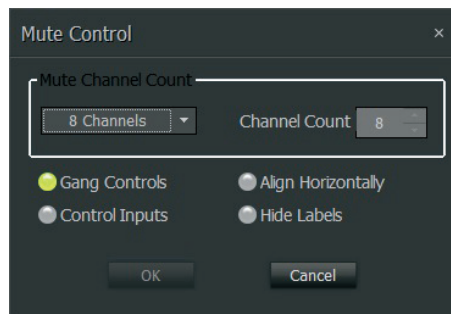 Mute Control
Mute Channel Count
8 Channels Channel Count 8
Gang Controls Align Horizontally
Control Inputs Hide Labels
OK Cancel